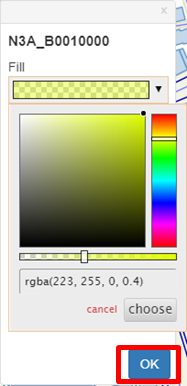 x
N3A_B0010000
Fill
rgba(223, 255, 0, 0.4)
cancel choose
OK